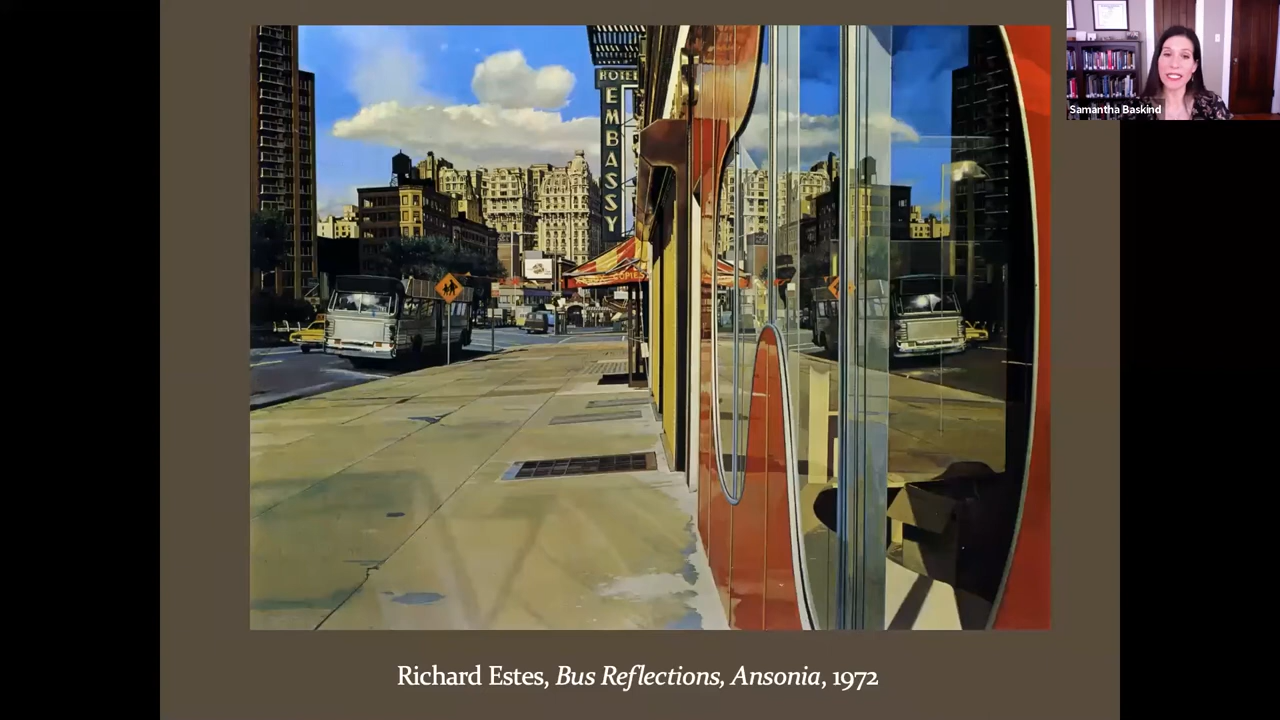 Samantha Baskind
HOTEL
EMBASSY
COPIES
Richard Estes, Bus Reflections, Ansonia, 1972